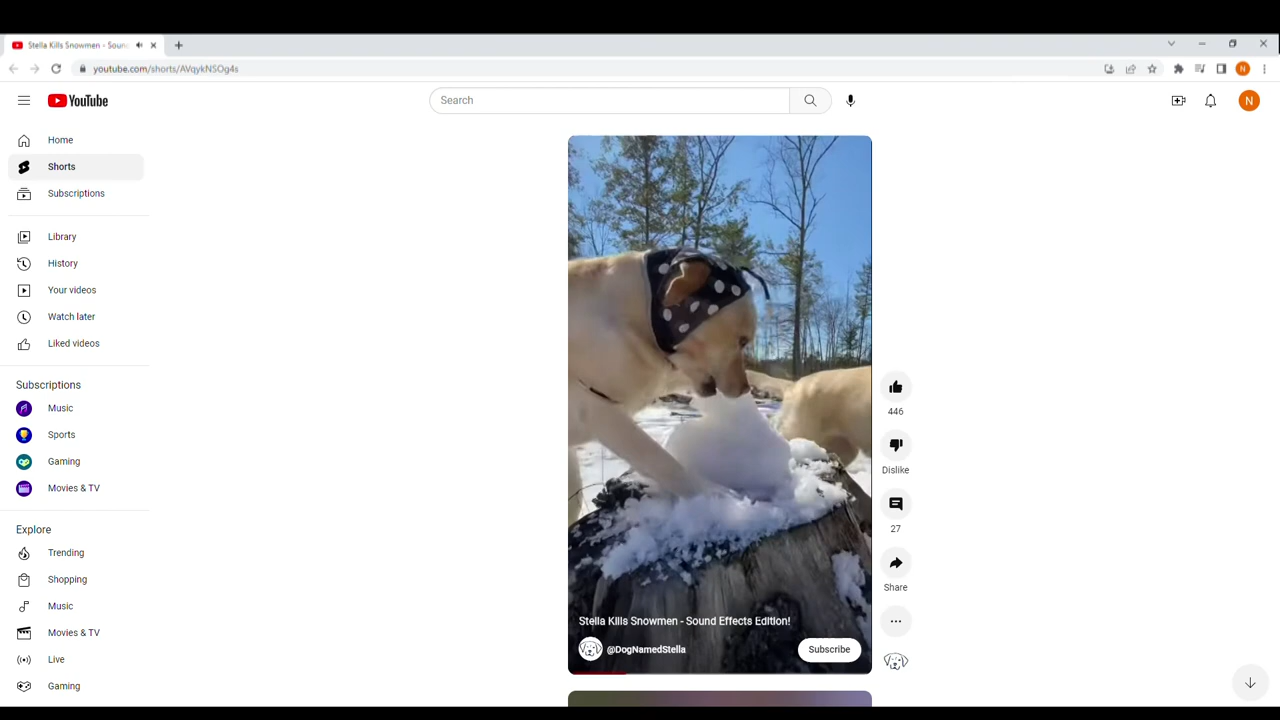 Stella Kills Snowmen - Soun
youtube.com/shorts/AVqykNSOg4s
N
YouTube
Search
N
Home
Shorts
Subscriptions
Library
History
Your videos
Watch later
Liked videos
Subscriptions
Music
Sports
Gaming
Movies & TV
Explore
Trending
Shopping
Music
Movies & TV
Live
Gaming
446
Dislike
27
Share
Stella Kills Snowmen - Sound Effects Edition!
@DogNamedStella
Subscribe